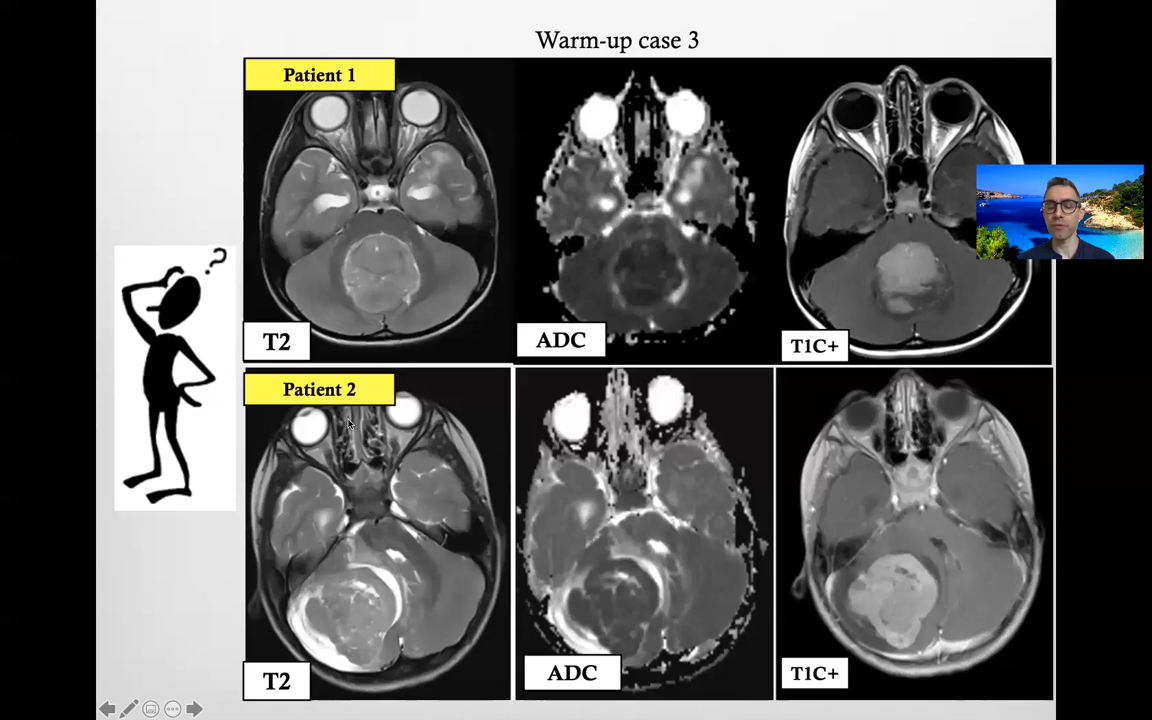 Warm-up case 3
Patient 1
T2
ADC
T1C+
?
Patient 2
T2
ADC
T1C+